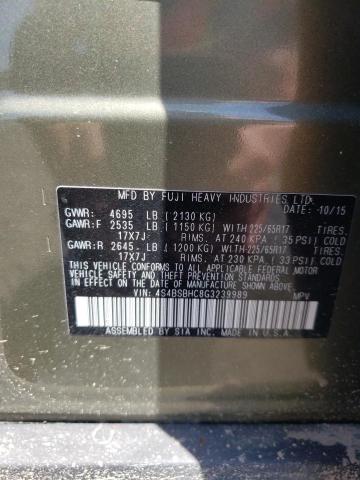 MFD BY FUJI HEAVY INDUSTRIES LTD.
GVWR: 4695 LB ( 2130 KG) DATE: 10/15
GAWR:F 2535 LB ( 1150 KG) WITH 225/65R17 TIRES.
17X7J RIMS. AT 240 KPA ( 35 PSI) COLD.
GAWR:R 2645 LB ( 1200 KG) WITH 225/65R17 TIRES.
17X7J RIMS. AT 230 KPA ( 33 PSI) COLD.
THIS VEHICLE CONFORMS TO ALL APPLICABLE FEDERAL MOTOR
VEHICLE SAFETY, BUMPER, AND THEFT PREVENTION STANDARDS
IN EFFECT ON THE DATE OF MANUFACTURE SHOWN ABOVE.
VIN: 4S4BSBHC8G3239989 MPV
ASSEMBLED BY SIA INC. MADE IN U.S.A.